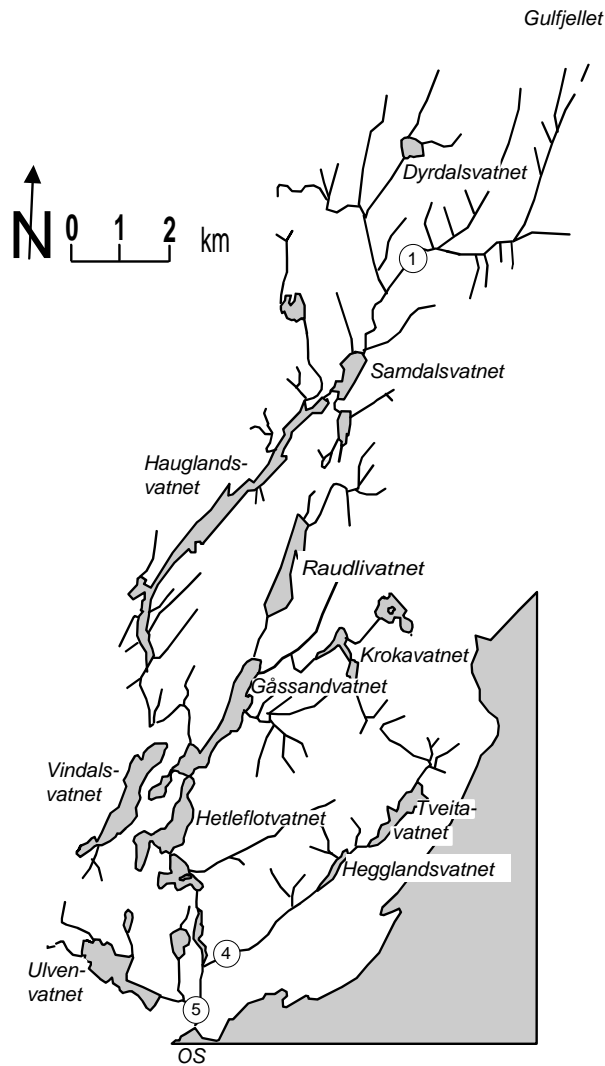 Gulfjellet
Dyrdalsvatnet
N 0 1 2 km
1
Samdalsvatnet
Hauglands-
vatnet
Raudlivatnet
Krokavatnet
Gåssandvatnet
Vindals-
vatnet
Hetleflotvatnet
Tveita-
vatnet
Hegglandsvatnet
4
Ulven-
vatnet
5
OS